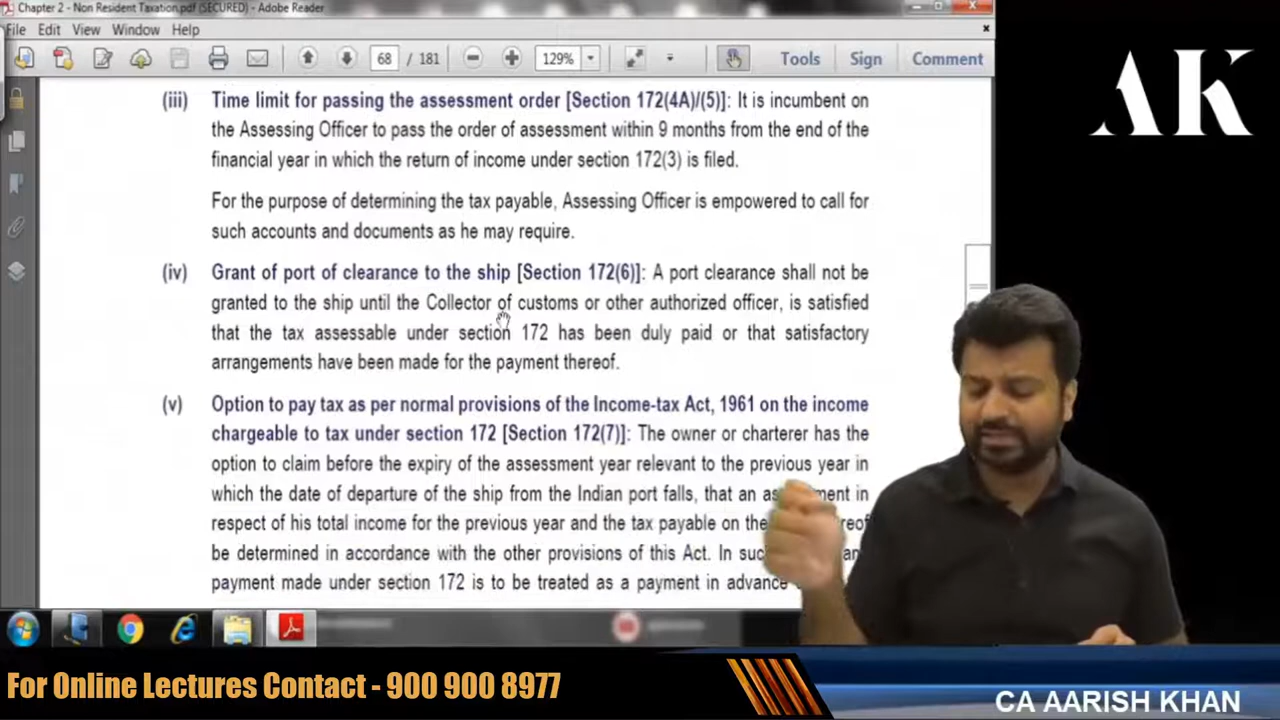 Chapter 2 - Non Resident Taxation.pdf (SECURED) - Adobe Reader
File Edit View Window Help
68 / 181 129% Tools Sign Comment
AK
(iii) Time limit for passing the assessment order [Section 172(4A)/(5)]: It is incumbent on
the Assessing Officer to pass the order of assessment within 9 months from the end of the
financial year in which the return of income under section 172(3) is filed.
For the purpose of determining the tax payable, Assessing Officer is empowered to call for
such accounts and documents as he may require.
(iv) Grant of port of clearance to the ship [Section 172(6)]: A port clearance shall not be
granted to the ship until the Collector of customs or other authorized officer, is satisfied
that the tax assessable under section 172 has been duly paid or that satisfactory
arrangements have been made for the payment thereof.
(v) Option to pay tax as per normal provisions of the Income-tax Act, 1961 on the income
chargeable to tax under section 172 [Section 172(7)]: The owner or charterer has the
option to claim before the expiry of the assessment year relevant to the previous year in
which the date of departure of the ship from the Indian port falls, that an in
respect of his total income for the previous year and the tax payable on the
be determined in accordance with the other provisions of this Act. In
payment made under section 172 is to be treated as a payment in advance
For Online Lectures Contact - 900 900 8977
CA AARISH KHAN